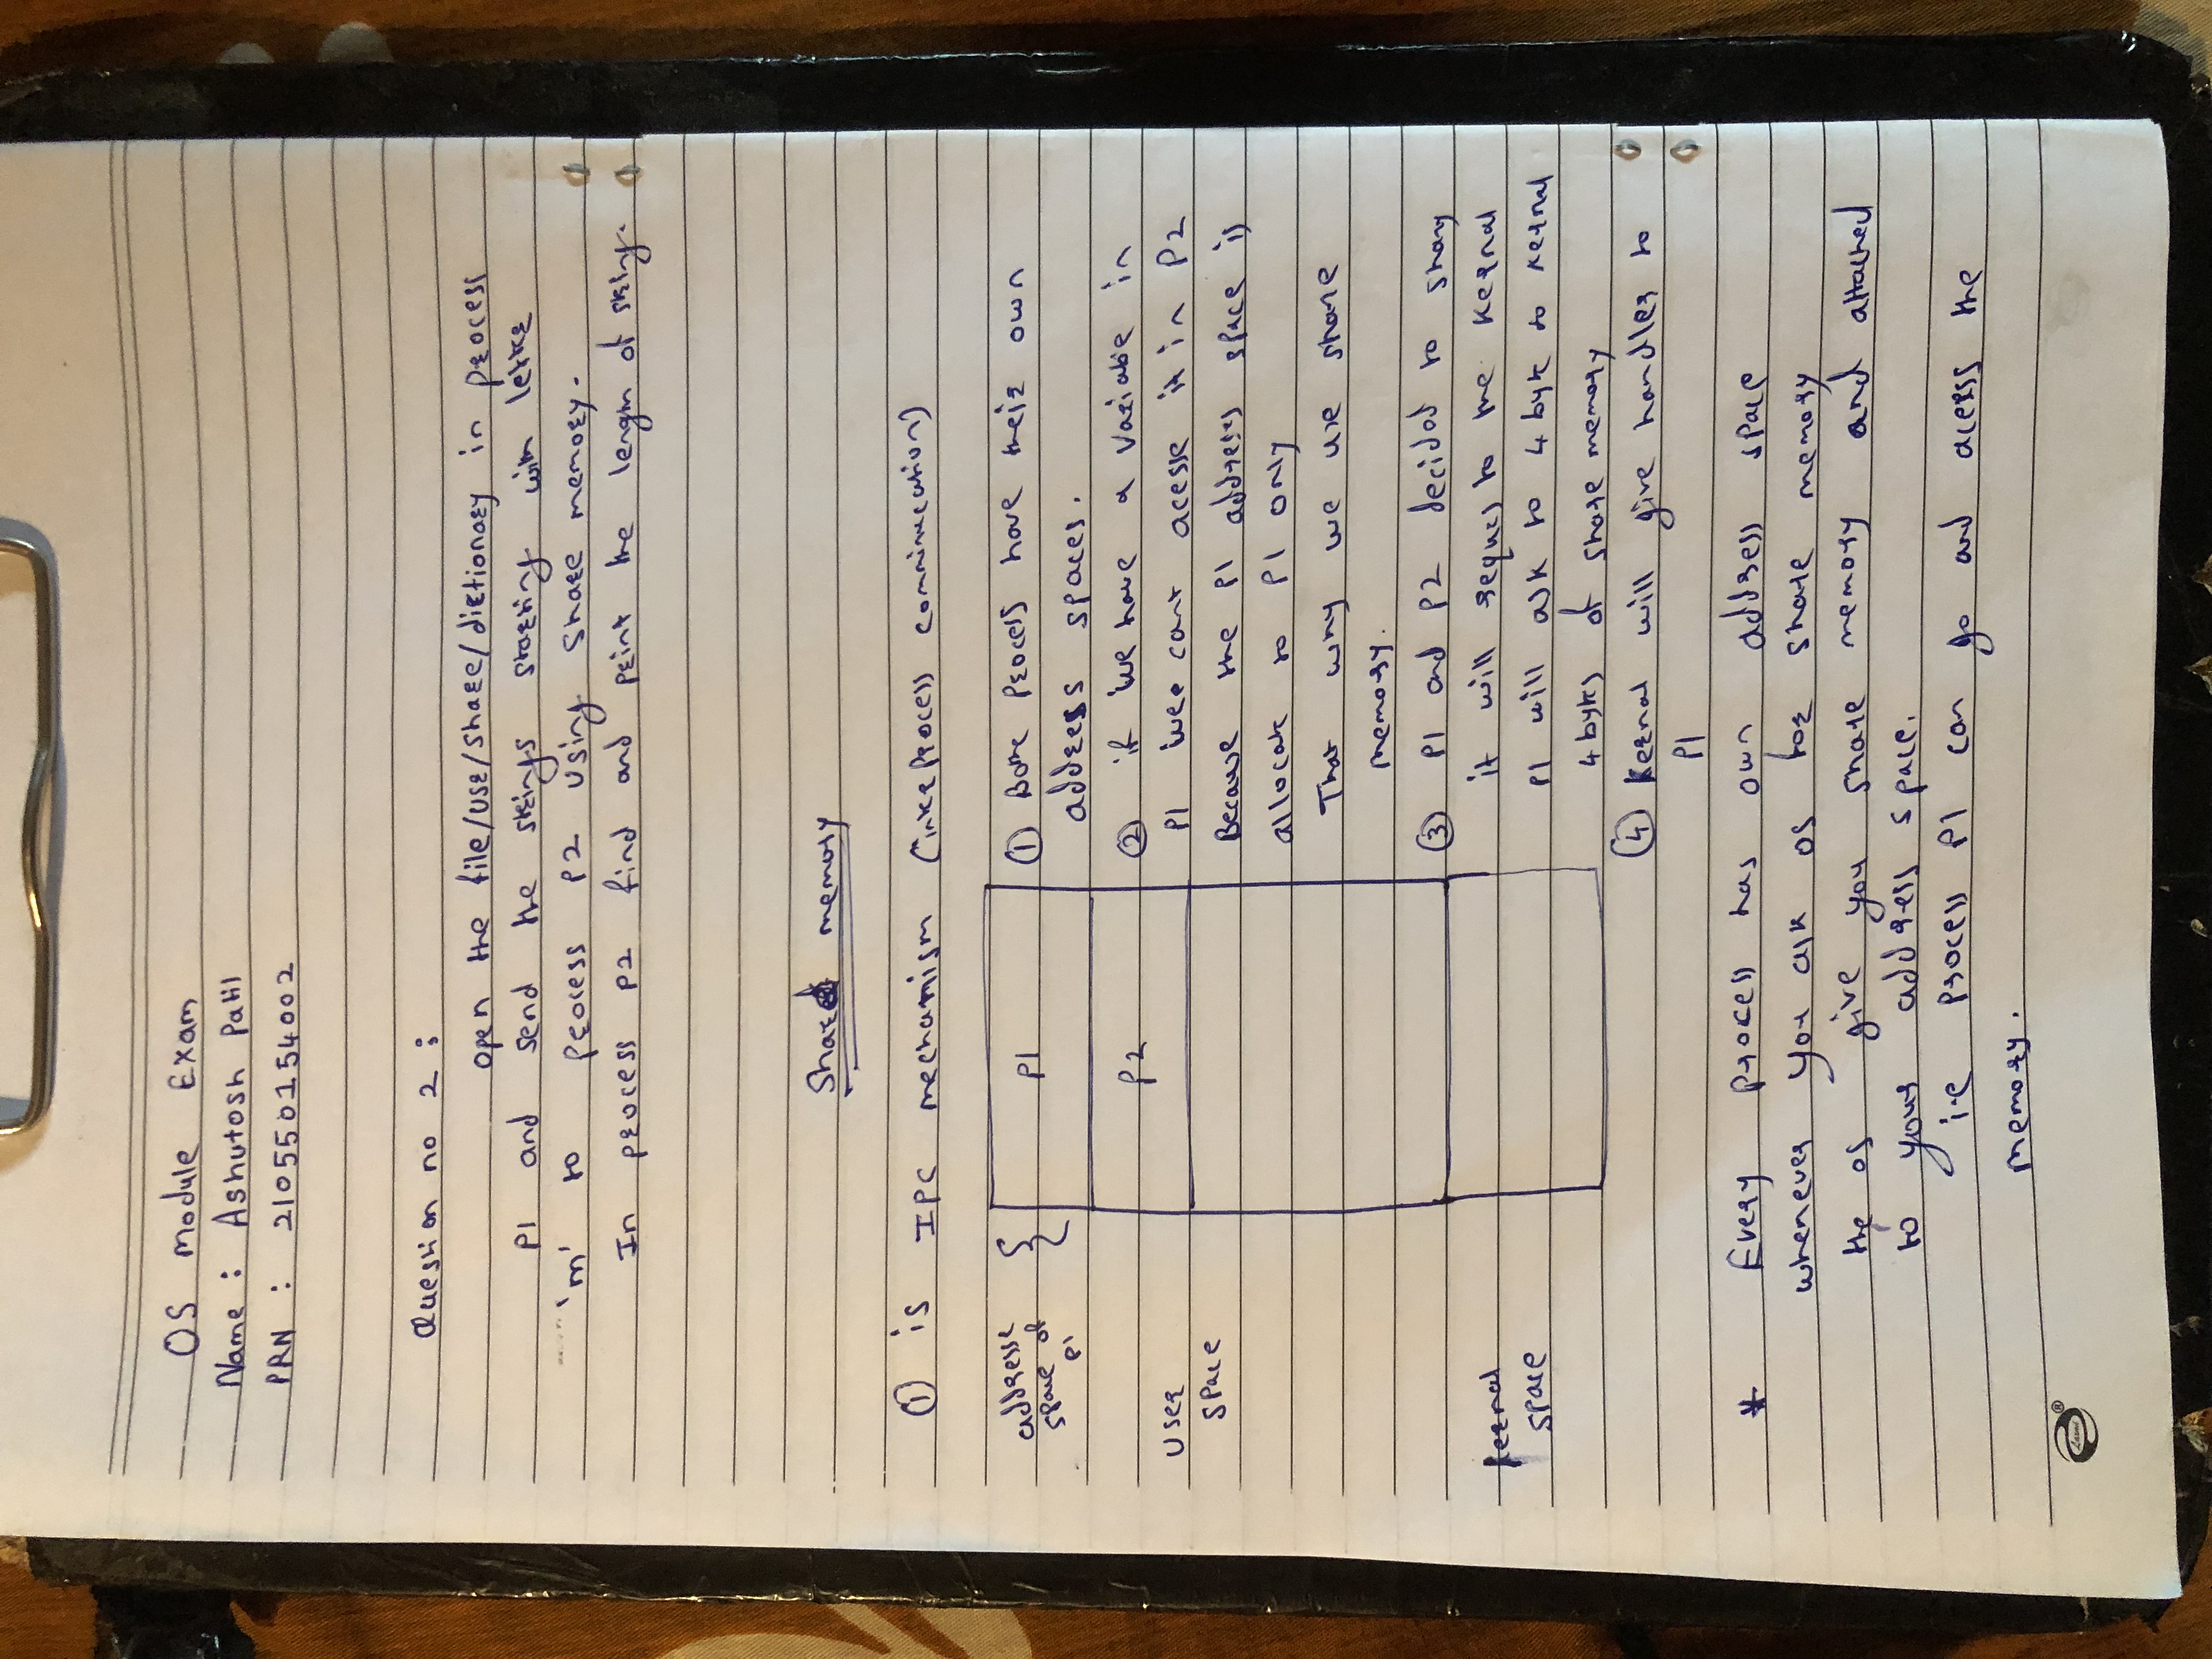 OS module Exam
Name : Ashutosh Patil
PRN : 210550154002
Question no 2 :
open the file/usr/share/dictionary in process
P1 and send the strings starting with letter
'm' to process P2 using share memory.
In process P2 find and print the length of string.
Shared memory
① is IPC mechanism (interProcess communication)
addresse
space of
P1
P1
P2
User
space
kernal
space
① Bothe Process have their own
address spaces.
② if we have a variable in
P1 wee cant acesse it in P2
Because the P1 address space is
allocate to P1 only
That why we use share
memory.
③ P1 and P2 decided to share
it will request to the kernal
P1 will ask to 4 byte to kernal
4 bytes of share memory
④ kernal will give handler to
P1
* Every process has own address space
whenever you ask os for share memory
the os give you share memory and attached
to your address space.
i.e process P1 can go and acerss the
memory.
Laxmi ®